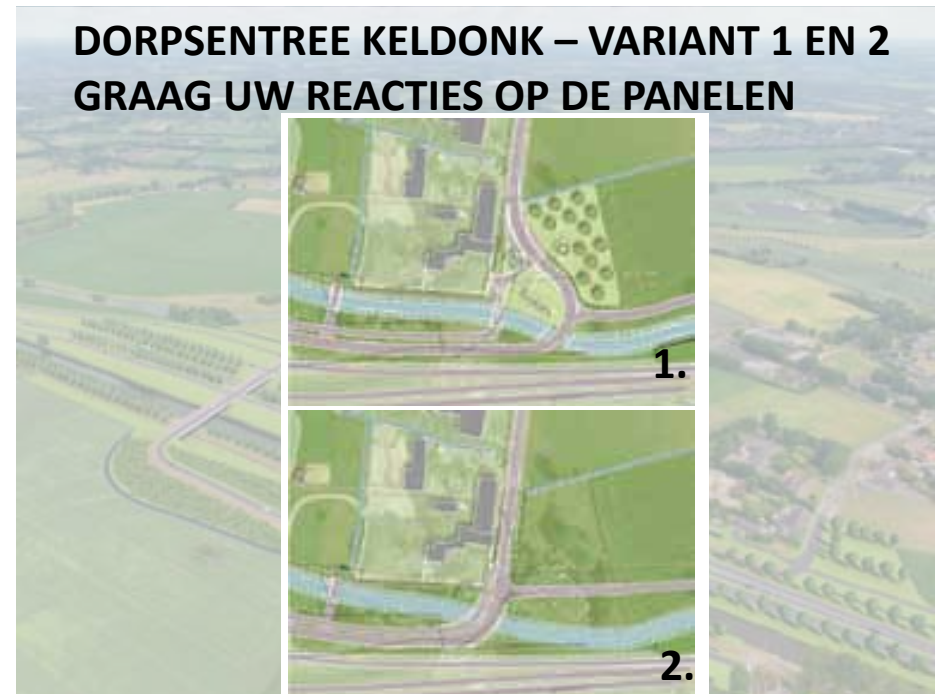 DORPSENTREE KELDONK – VARIANT 1 EN 2
GRAAG UW REACTIES OP DE PANELEN
1.
2.